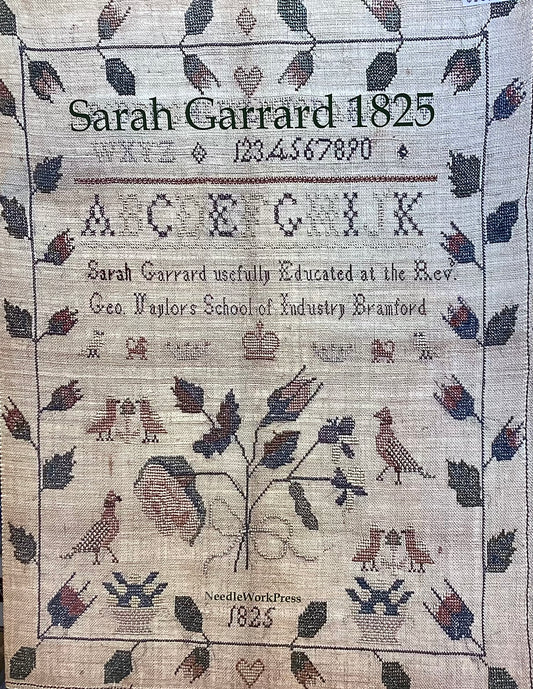 Sarah Garrard 1825
WXYZ 1234567890
ABCDEFGHIJK
Sarah Garrard usefully Educated at the Rev.
Geo. Naylors School of Industry Bramford
NeedleWorkPress
1825